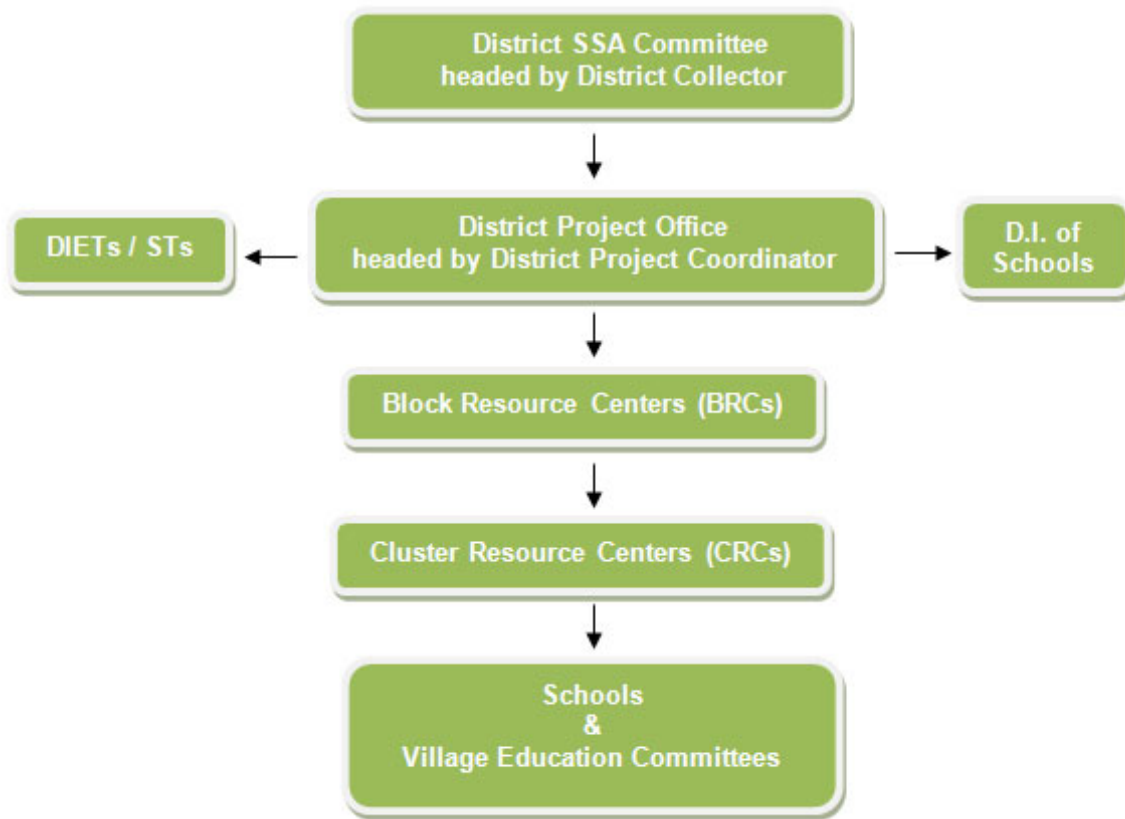 District SSA Committee
headed by District Collector
DIETs / STs
District Project Office
headed by District Project Coordinator
D.I. of
Schools
Block Resource Centers (BRCs)
Cluster Resource Centers (CRCs)
Schools
&
Village Education Committees